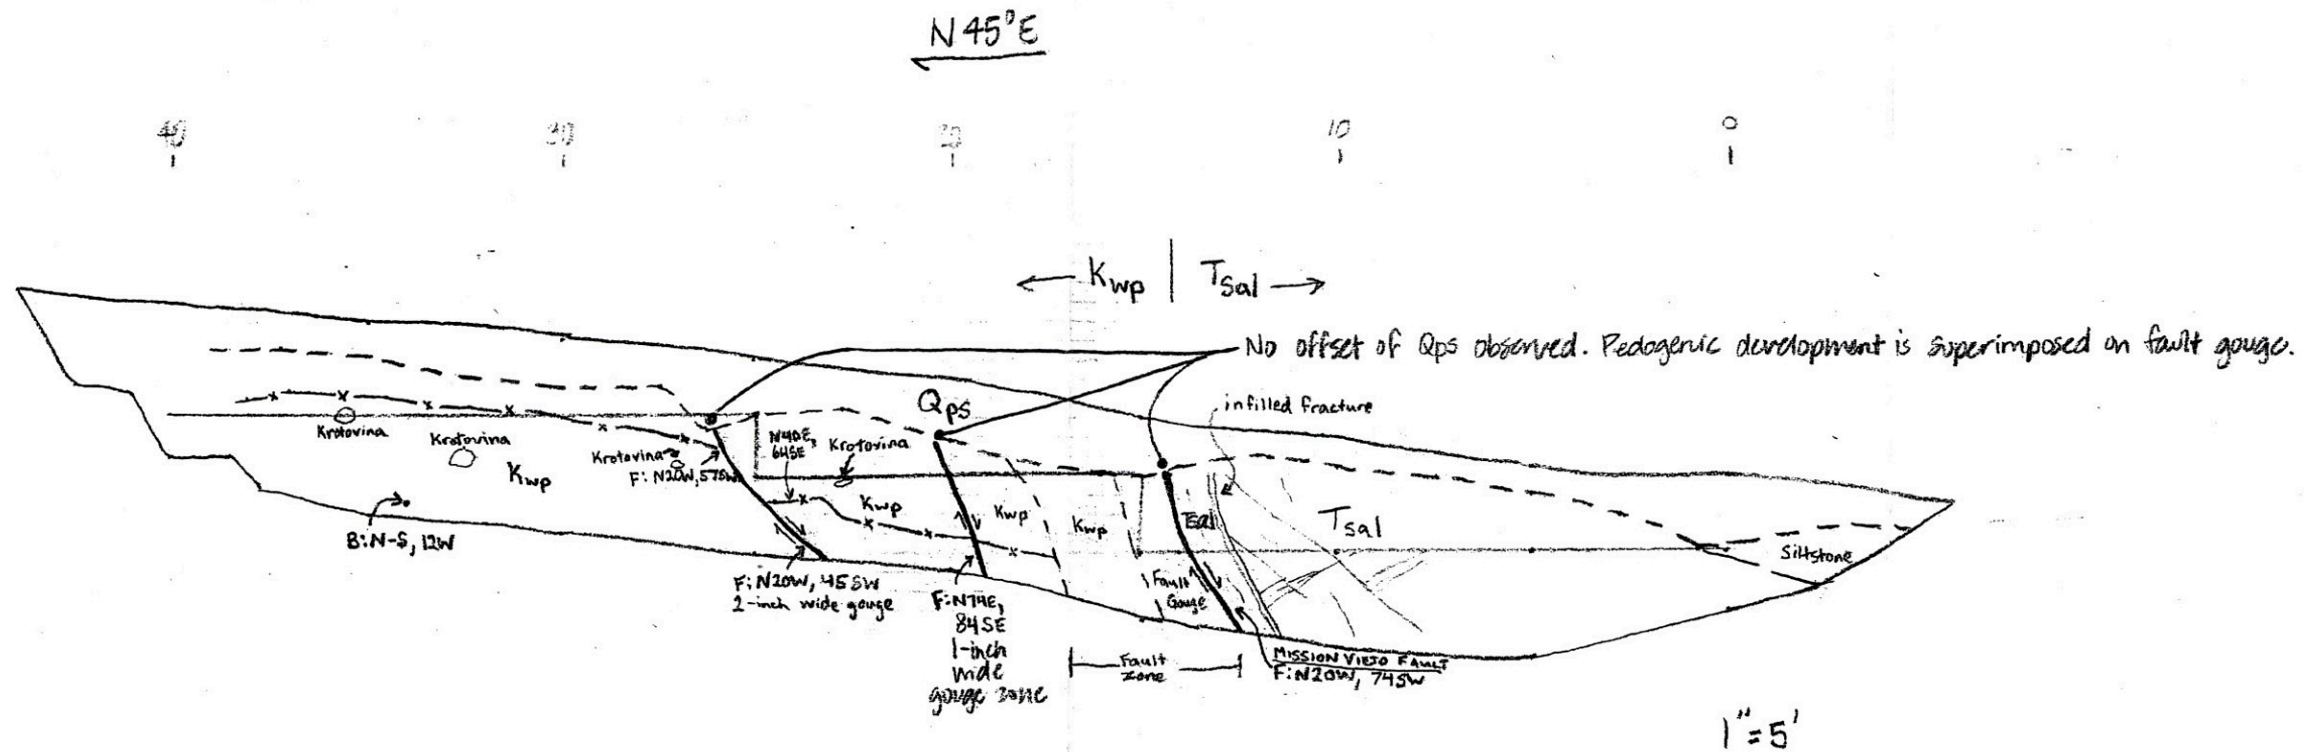 N45°E
40
30
20
10
0
← Kwp | Tsal →
No offset of Qps observed. Pedogenic development is superimposed on fault gouge.
Qps
infilled fracture
Krotovina
Krotovina
Krotovina
N40E,
64SE
Krotovina
F: N20W, 57SW
Kwp
Kwp
Kwp
Kwp
Tsal
Tsal
Siltstone
B: N-S, 12W
F: N20W, 45SW
2-inch wide gouge
F: N74E,
84SE
1-inch
wide
gouge zone
Fault
Gouge
Fault
zone
MISSION VIEJO FAULT
F: N20W, 74SW
1"=5'